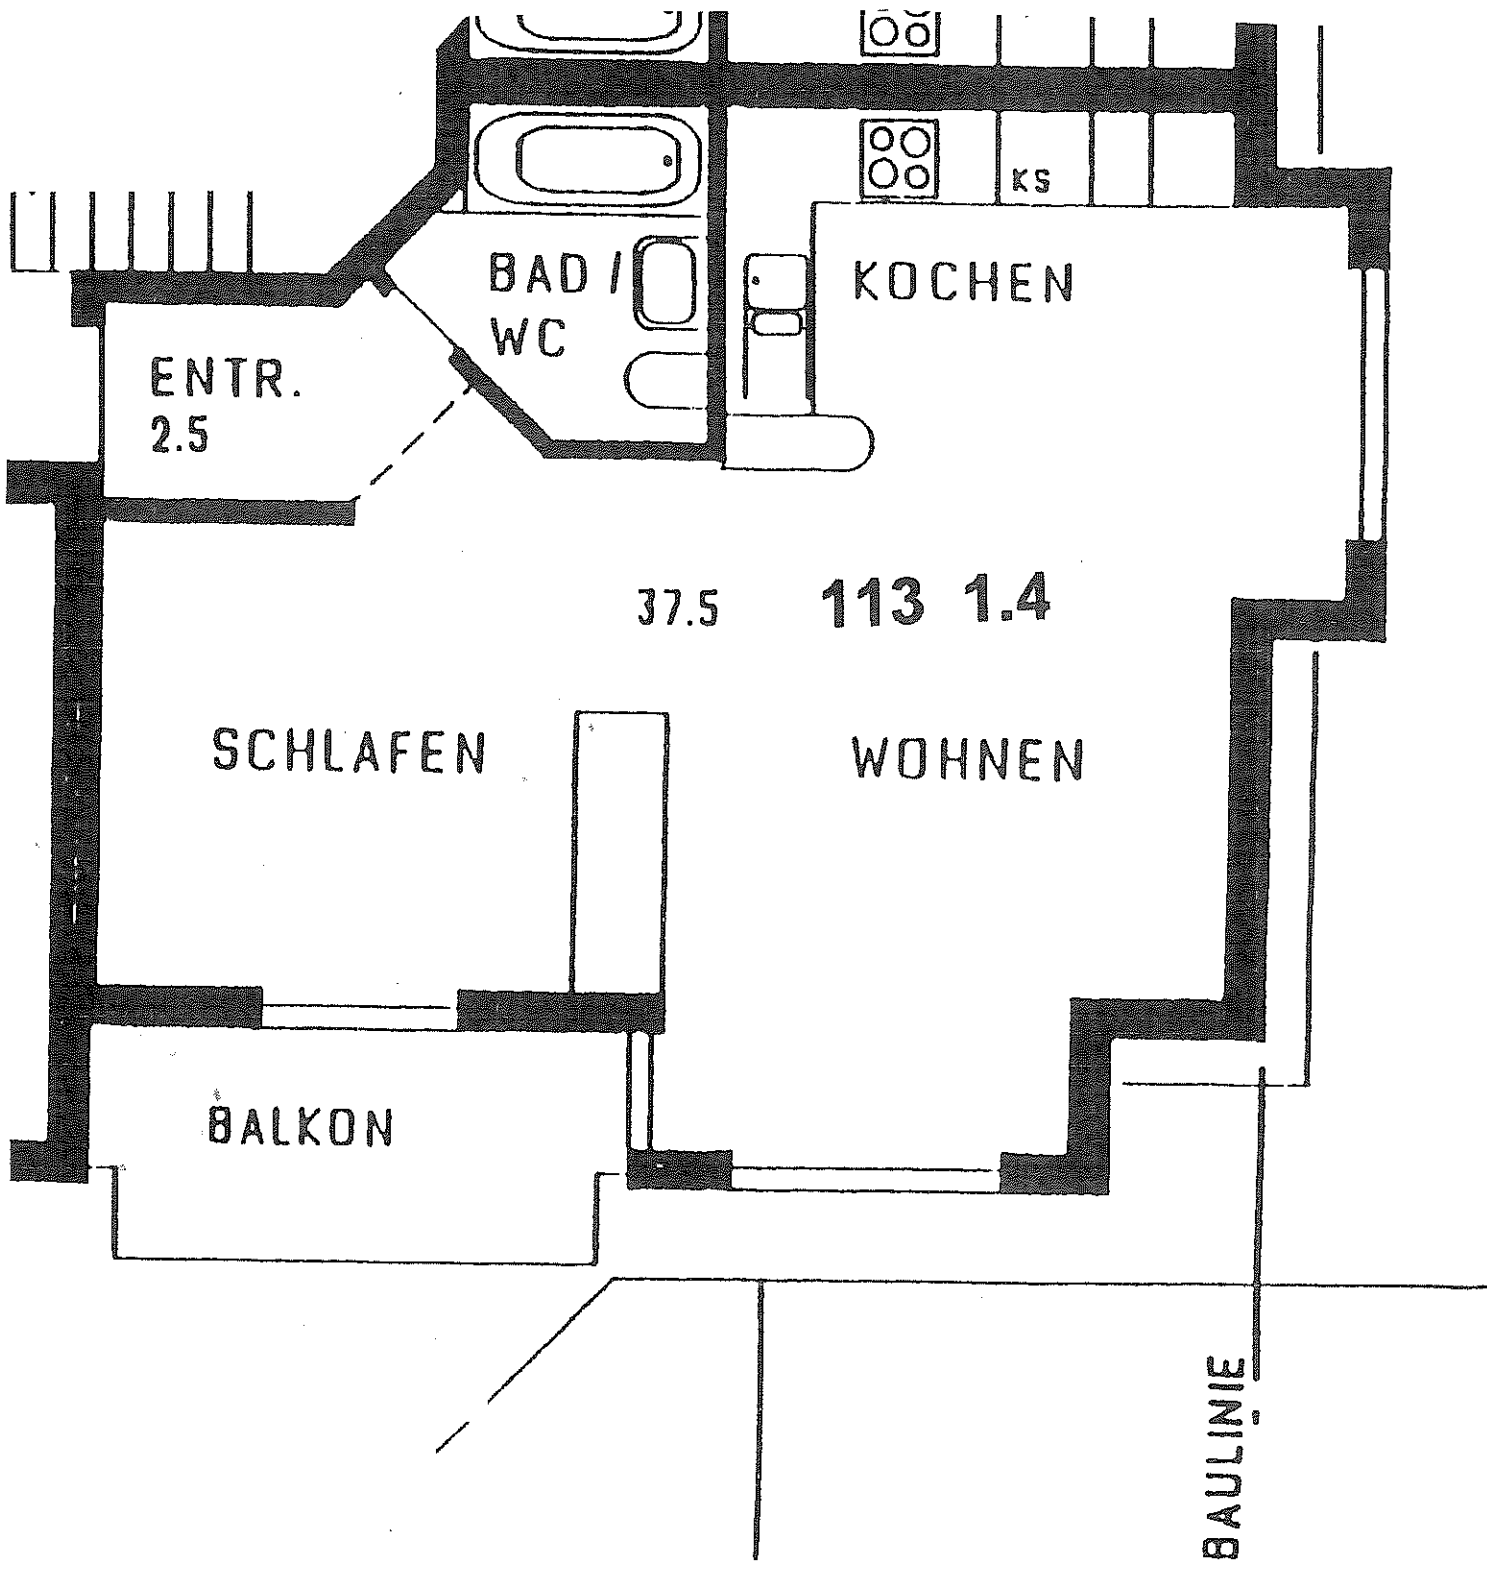 KS
BAD /
WC
KOCHEN
ENTR.
2.5
37.5
113 1.4
SCHLAFEN
WOHNEN
BALKON
BAULINIE